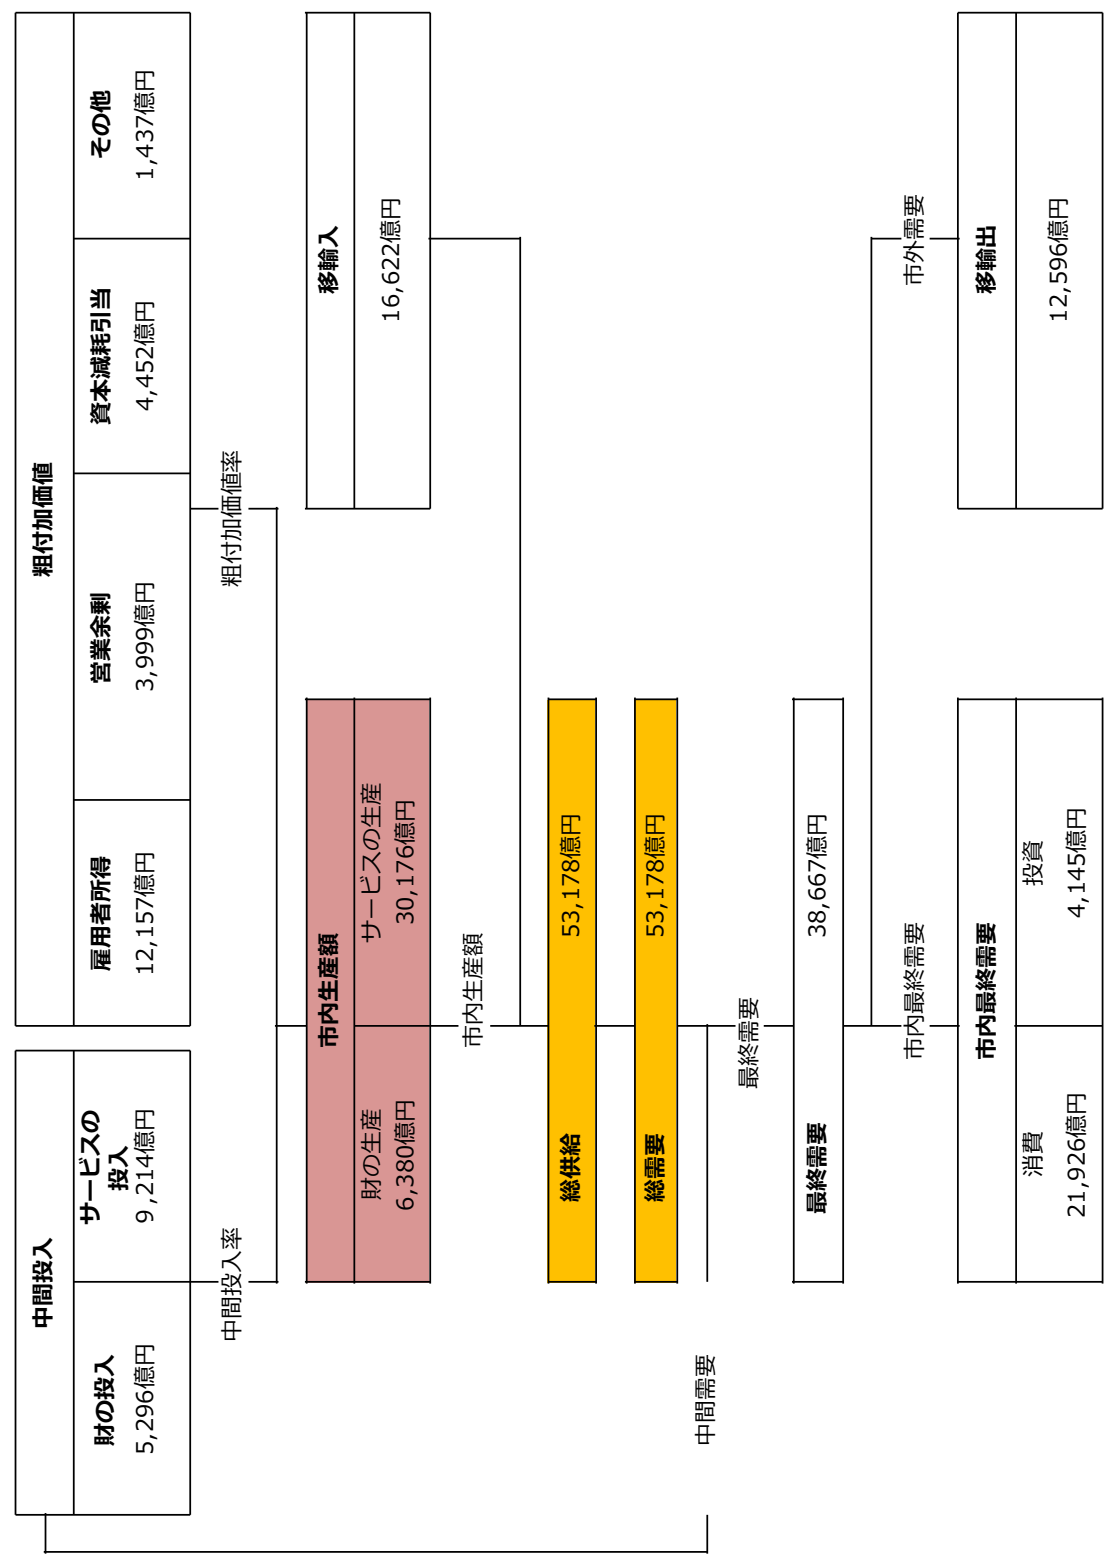 中間投入
財の投入
5,296億円
サービスの
投入
9,214億円
粗付加価値
雇用者所得
12,157億円
営業余剰
3,999億円
資本減耗引当
4,452億円
その他
1,437億円
中間投入率
粗付加価値率
市内生産額
財の生産
6,380億円
サービスの生産
30,176億円
移輸入
16,622億円
市内生産額
総供給
53,178億円
総需要
53,178億円
中間需要
最終需要
最終需要
38,667億円
市内最終需要
市外需要
市内最終需要
消費
21,926億円
投資
4,145億円
移輸出
12,596億円